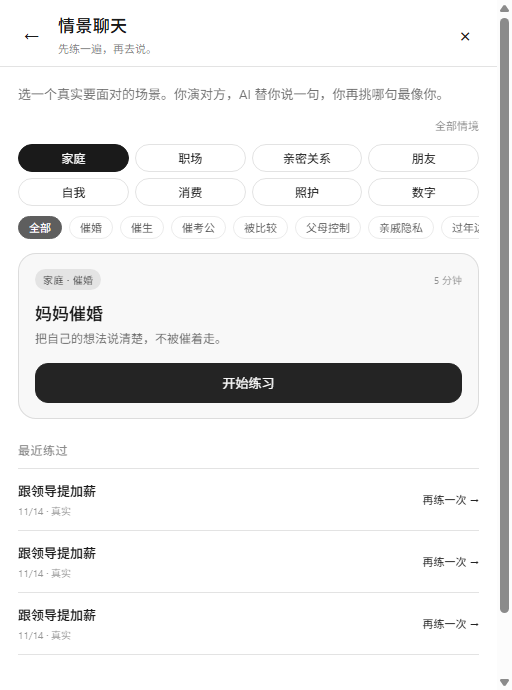 ← 情景聊天 ×
先练一遍，再去说。
选一个真实要面对的场景。你演对方，AI 替你说一句，你再挑哪句最像你。
全部情境
家庭 职场 亲密关系 朋友
自我 消费 照护 数字
全部 催婚 催生 催考公 被比较 父母控制 亲戚隐私 过年
家庭 · 催婚 5 分钟
妈妈催婚
把自己的想法说清楚，不被催着走。
开始练习
最近练过
跟领导提加薪
再练一次 →
11/14 · 真实
跟领导提加薪
再练一次 →
11/14 · 真实
跟领导提加薪
再练一次 →
11/14 · 真实